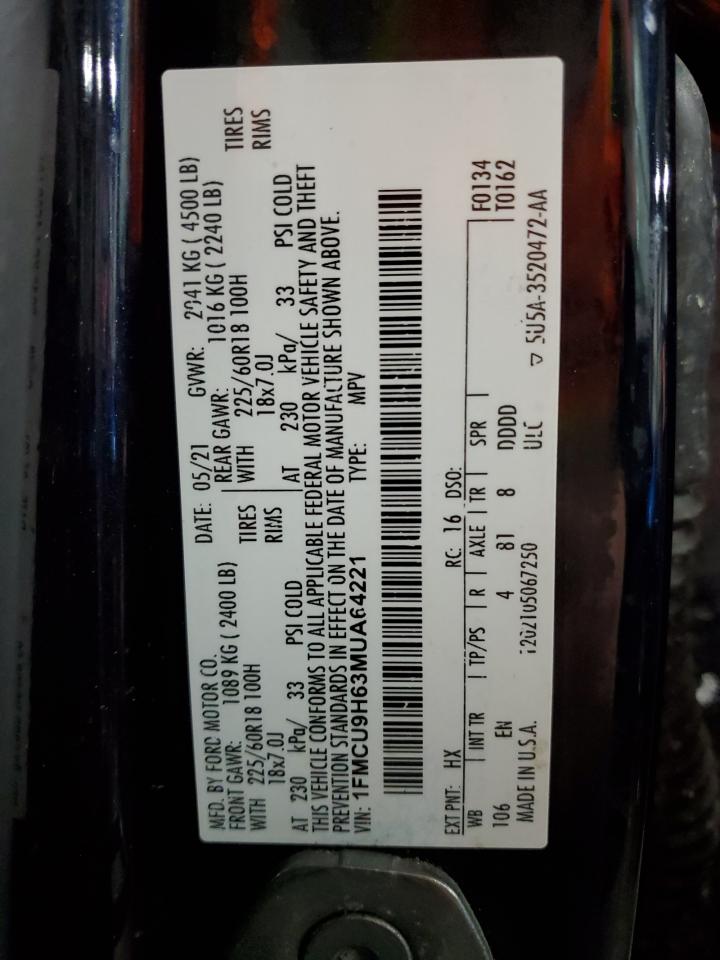 MFD. BY FORD MOTOR CO. DATE: 05/21 GVWR: 2041 KG ( 4500 LB)
FRONT GAWR: 1089 KG ( 2400 LB) REAR GAWR: 1016 KG ( 2240 LB)
WITH 225/60R18 100H TIRES WITH 225/60R18 100H TIRES
18x7.0J RIMS 18x7.0J RIMS
AT 230 kPa/ 33 PSI COLD AT 230 kPa/ 33 PSI COLD
THIS VEHICLE CONFORMS TO ALL APPLICABLE FEDERAL MOTOR VEHICLE SAFETY AND THEFT
PREVENTION STANDARDS IN EFFECT ON THE DATE OF MANUFACTURE SHOWN ABOVE.
VIN: 1FMCU9H63MUA64221 TYPE: MPV
EXT PNT: HX RC: 16 DSO:
WB INT TR TP/PS R AXLE TR SPR F0134
106 EN 4 81 8 DDDD T0162
MADE IN U.S.A. ULC ▽ 5U5A-3520472-AA